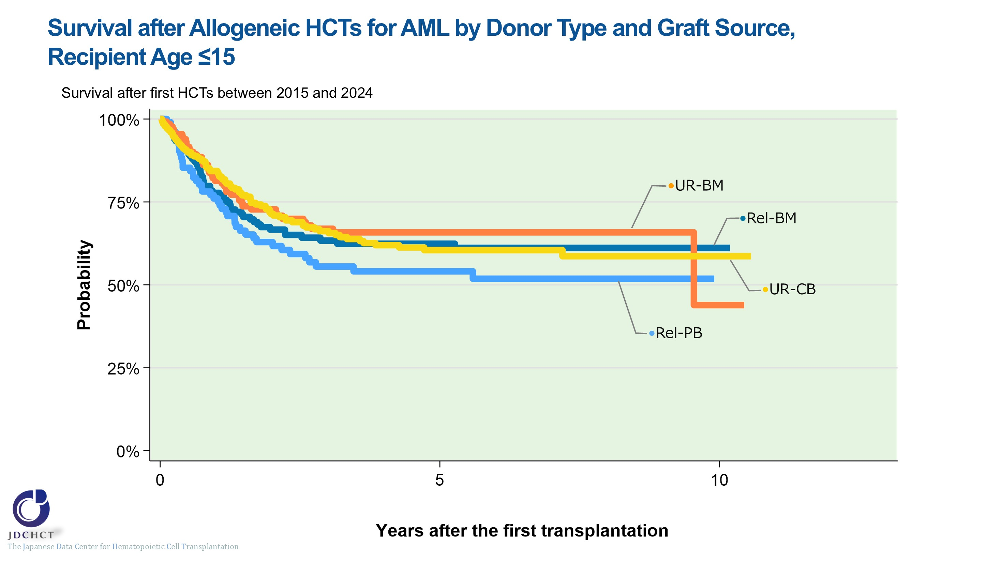 Survival after Allogeneic HCTs for AML by Donor Type and Graft Source,
Recipient Age ≤15
Survival after first HCTs between 2015 and 2024
100%
75%
50%
25%
0%
Probability
UR-BM
Rel-BM
UR-CB
Rel-PB
0
5
10
Years after the first transplantation
JDCHCT
The Japanese Data Center for Hematopoietic Cell Transplantation